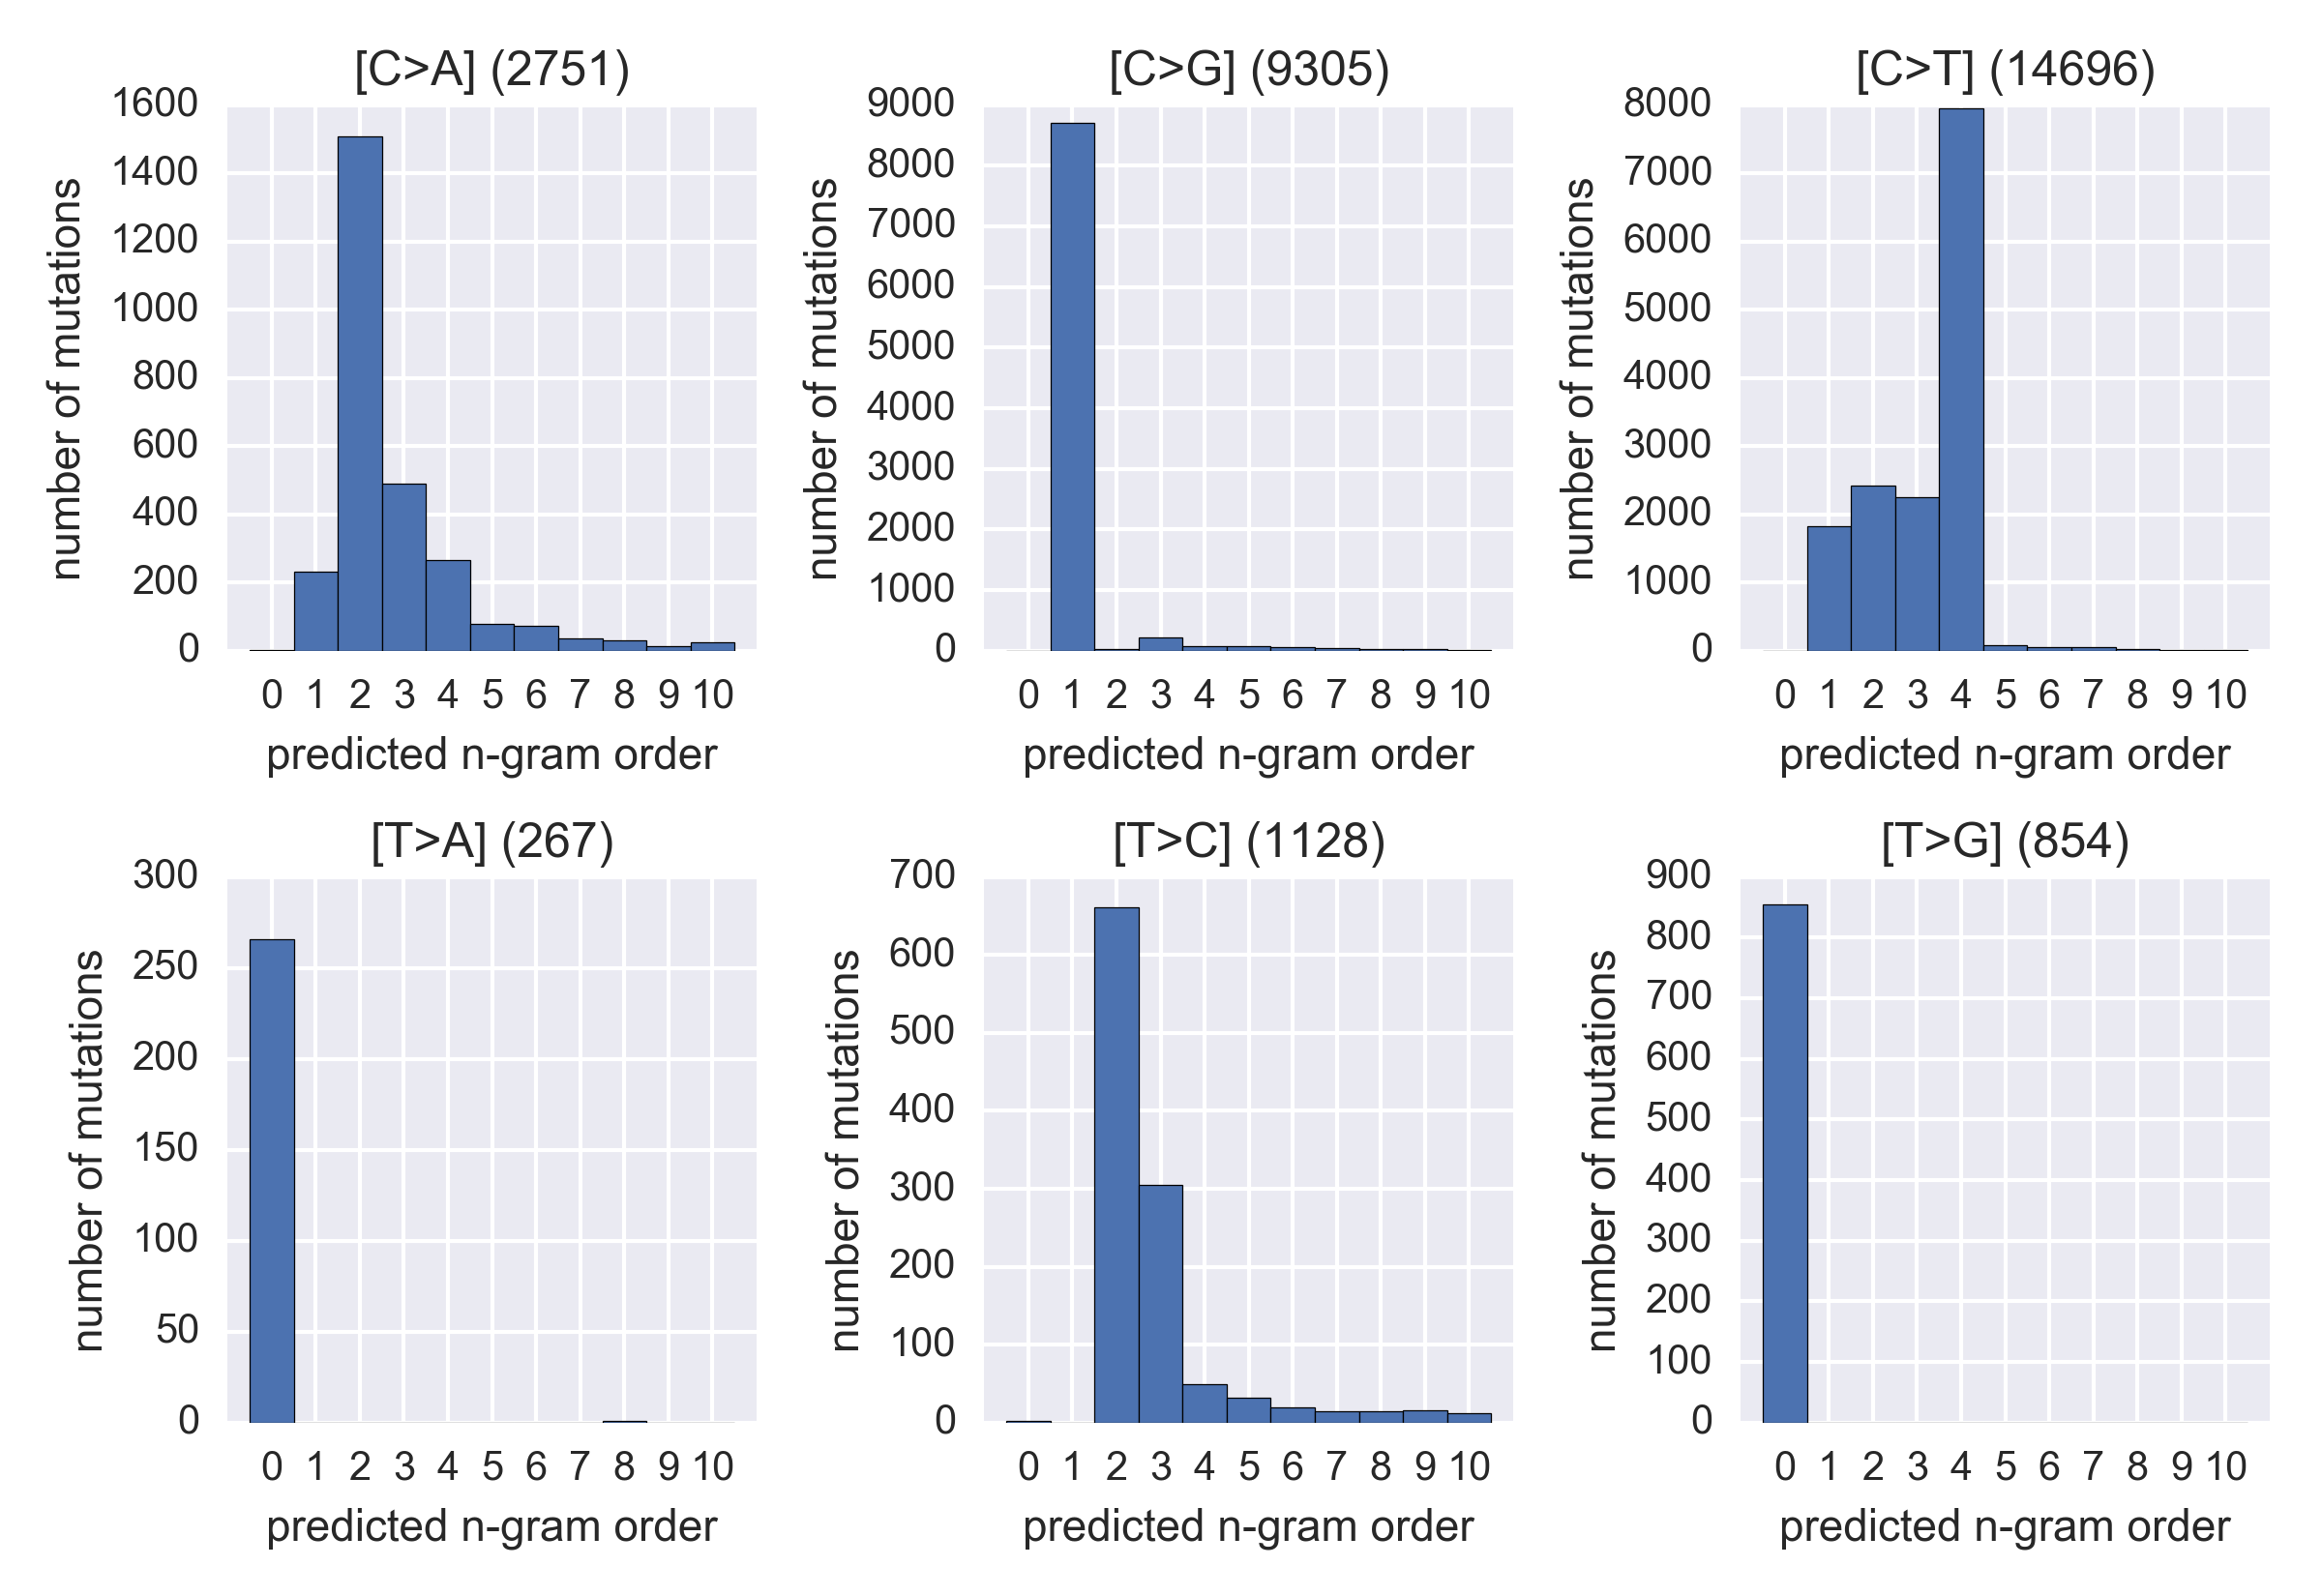 [C>A] (2751)
1600
1400
1200
1000
800
600
400
200
0
number of mutations
0 1 2 3 4 5 6 7 8 9 10
predicted n-gram order
[C>G] (9305)
9000
8000
7000
6000
5000
4000
3000
2000
1000
0
number of mutations
0 1 2 3 4 5 6 7 8 9 10
predicted n-gram order
[C>T] (14696)
8000
7000
6000
5000
4000
3000
2000
1000
0
number of mutations
0 1 2 3 4 5 6 7 8 9 10
predicted n-gram order
[T>A] (267)
300
250
200
150
100
50
0
number of mutations
0 1 2 3 4 5 6 7 8 9 10
predicted n-gram order
[T>C] (1128)
700
600
500
400
300
200
100
0
number of mutations
0 1 2 3 4 5 6 7 8 9 10
predicted n-gram order
[T>G] (854)
900
800
700
600
500
400
300
200
100
0
number of mutations
0 1 2 3 4 5 6 7 8 9 10
predicted n-gram order